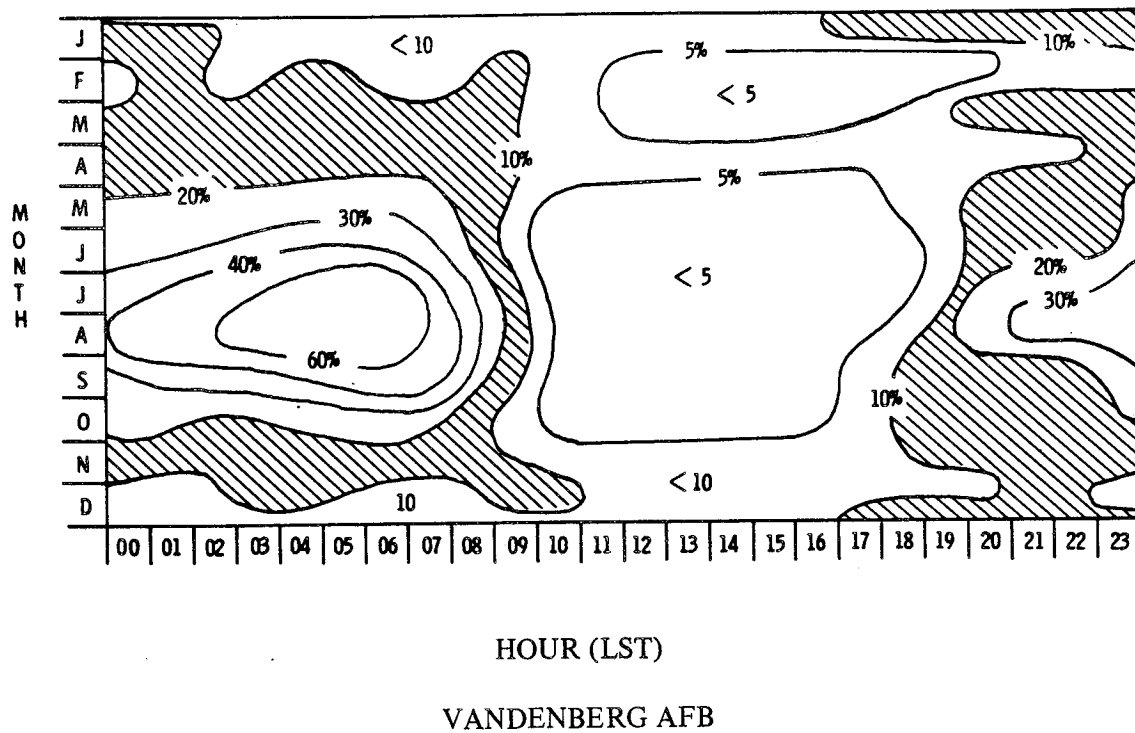 J
F
M
A
M
J
J
A
S
O
N
D
MONTH
< 10
5%
10%
< 5
10%
5%
20%
30%
40%
< 5
20%
30%
60%
10%
10
< 10
00 01 02 03 04 05 06 07 08 09 10 11 12 13 14 15 16 17 18 19 20 21 22 23
HOUR (LST)
VANDENBERG AFB